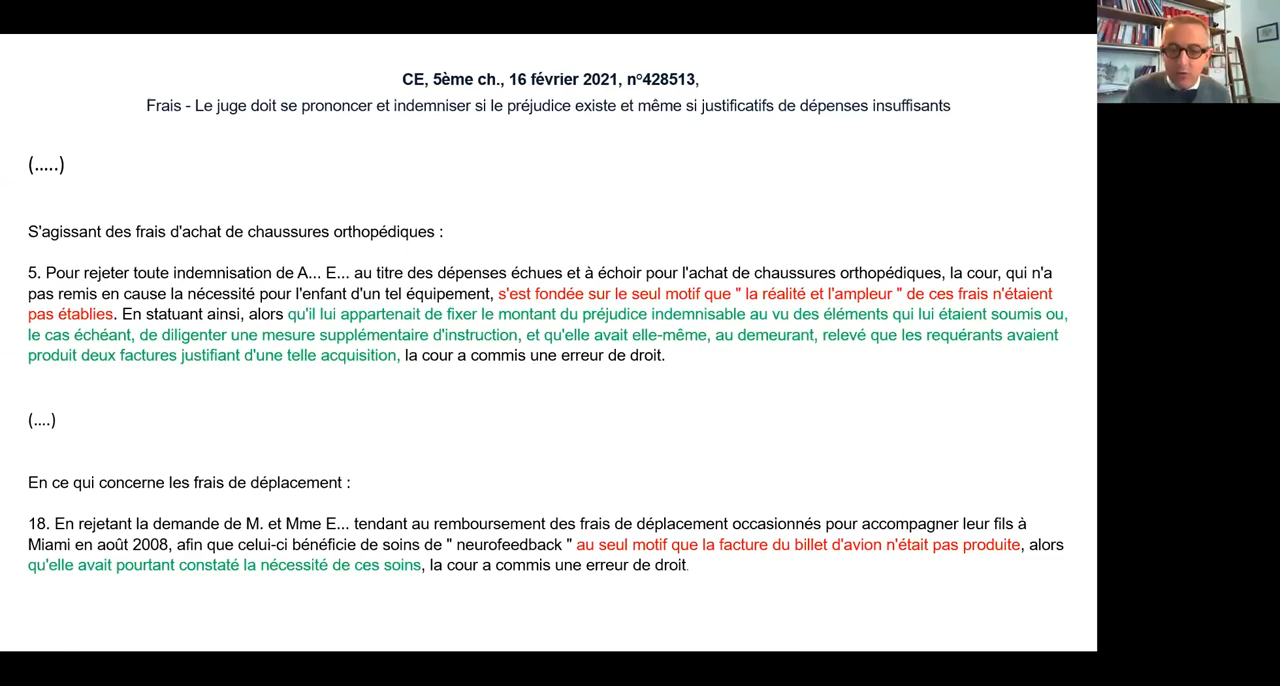 CE, 5ème ch., 16 février 2021, n°428513,
Frais - Le juge doit se prononcer et indemniser si le préjudice existe et même si justificatifs de dépenses insuffisants
(.....)
S'agissant des frais d'achat de chaussures orthopédiques :
5. Pour rejeter toute indemnisation de A... E... au titre des dépenses échues et à échoir pour l'achat de chaussures orthopédiques, la cour, qui n'a
pas remis en cause la nécessité pour l'enfant d'un tel équipement, s'est fondée sur le seul motif que " la réalité et l'ampleur " de ces frais n'étaient
pas établies. En statuant ainsi, alors qu'il lui appartenait de fixer le montant du préjudice indemnisable au vu des éléments qui lui étaient soumis ou,
le cas échéant, de diligenter une mesure supplémentaire d'instruction, et qu'elle avait elle-même, au demeurant, relevé que les requérants avaient
produit deux factures justifiant d'une telle acquisition, la cour a commis une erreur de droit.
(....)
En ce qui concerne les frais de déplacement :
18. En rejetant la demande de M. et Mme E... tendant au remboursement des frais de déplacement occasionnés pour accompagner leur fils à
Miami en août 2008, afin que celui-ci bénéficie de soins de " neurofeedback " au seul motif que la facture du billet d'avion n'était pas produite, alors
qu'elle avait pourtant constaté la nécessité de ces soins, la cour a commis une erreur de droit.